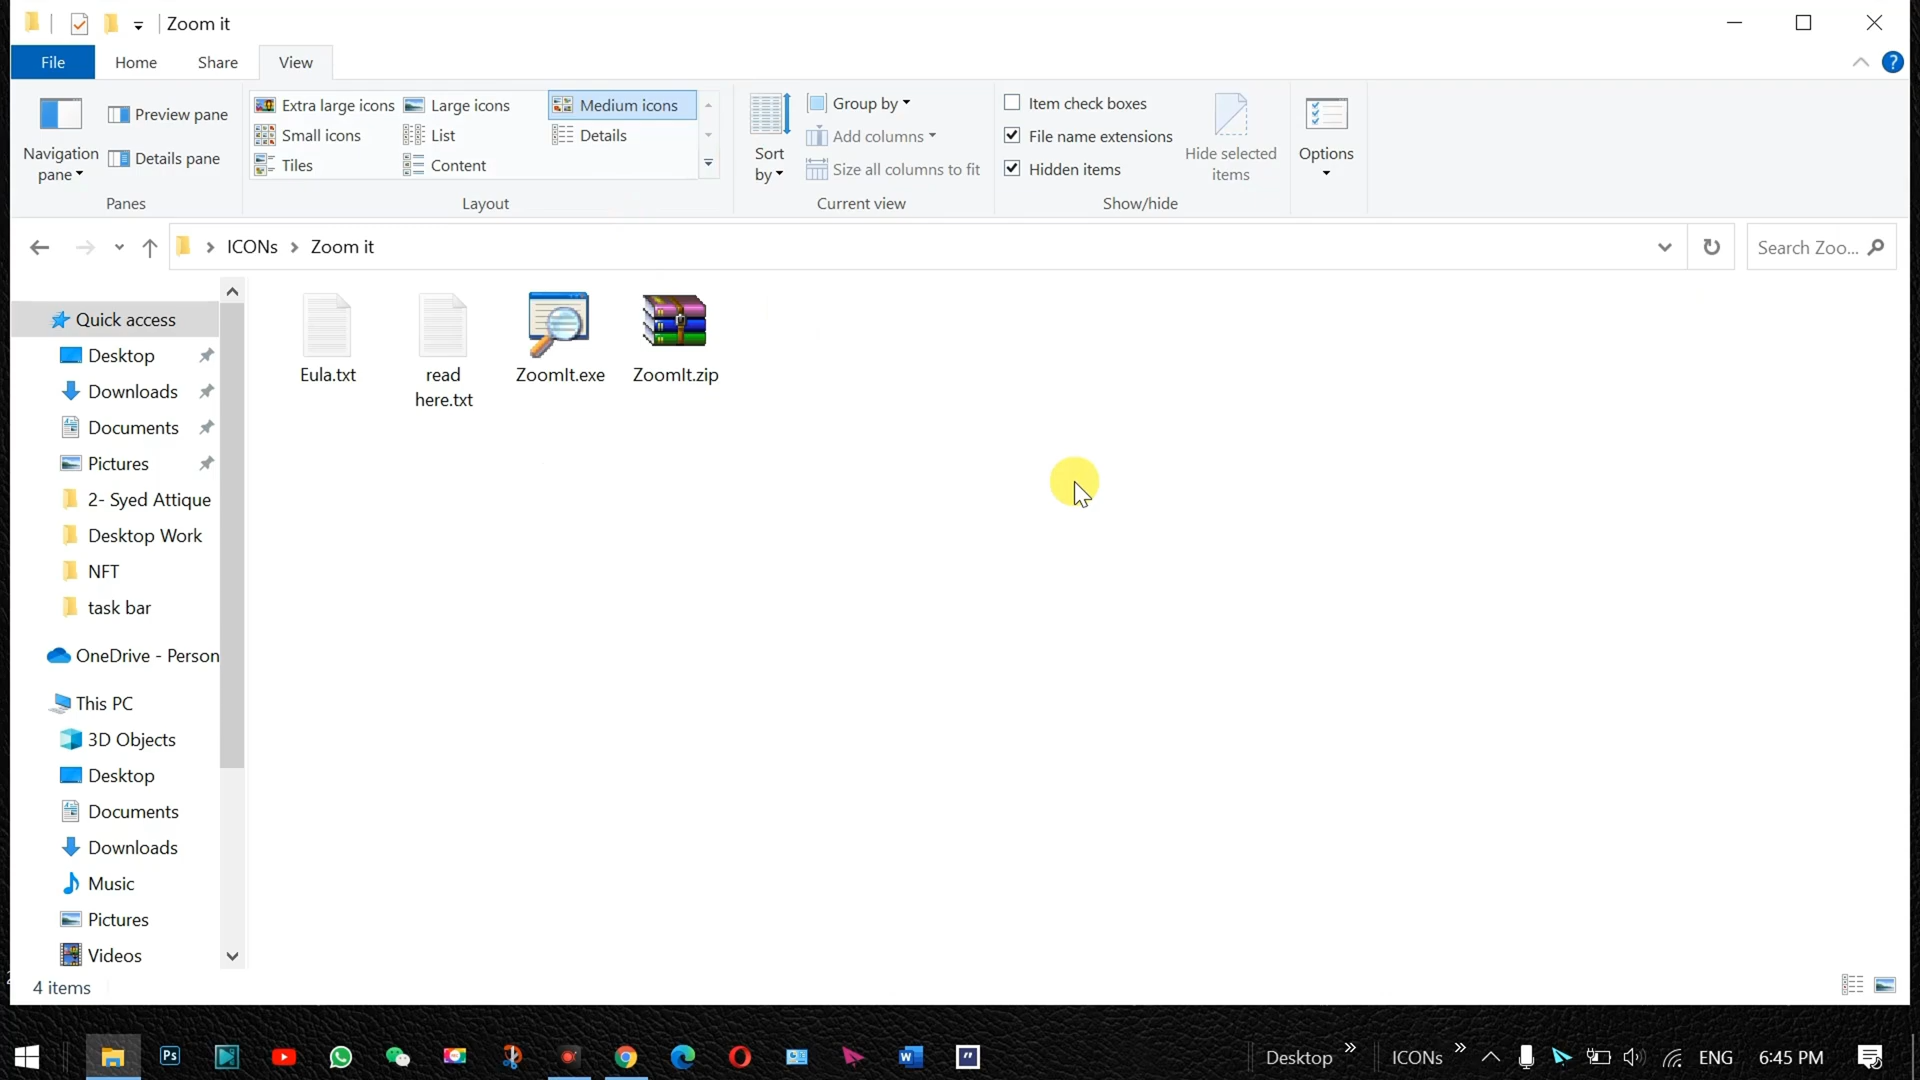 Zoom it
File Home Share View
?
Navigation pane
Preview pane
Details pane
Panes
Extra large icons Large icons Medium icons
Small icons List Details
Tiles Content
Layout
Sort by
Group by
Add columns
Size all columns to fit
Current view
Item check boxes
File name extensions
Hidden items
Hide selected items
Show/hide
Options
ICONs Zoom it
Search Zoo...
Quick access
Desktop
Downloads
Documents
Pictures
2- Syed Attique
Desktop Work
NFT
task bar
OneDrive - Person
This PC
3D Objects
Desktop
Documents
Downloads
Music
Pictures
Videos
Eula.txt
read
here.txt
ZoomIt.exe
ZoomIt.zip
4 items
Ps
W
Desktop » ICONs » ENG 6:45 PM